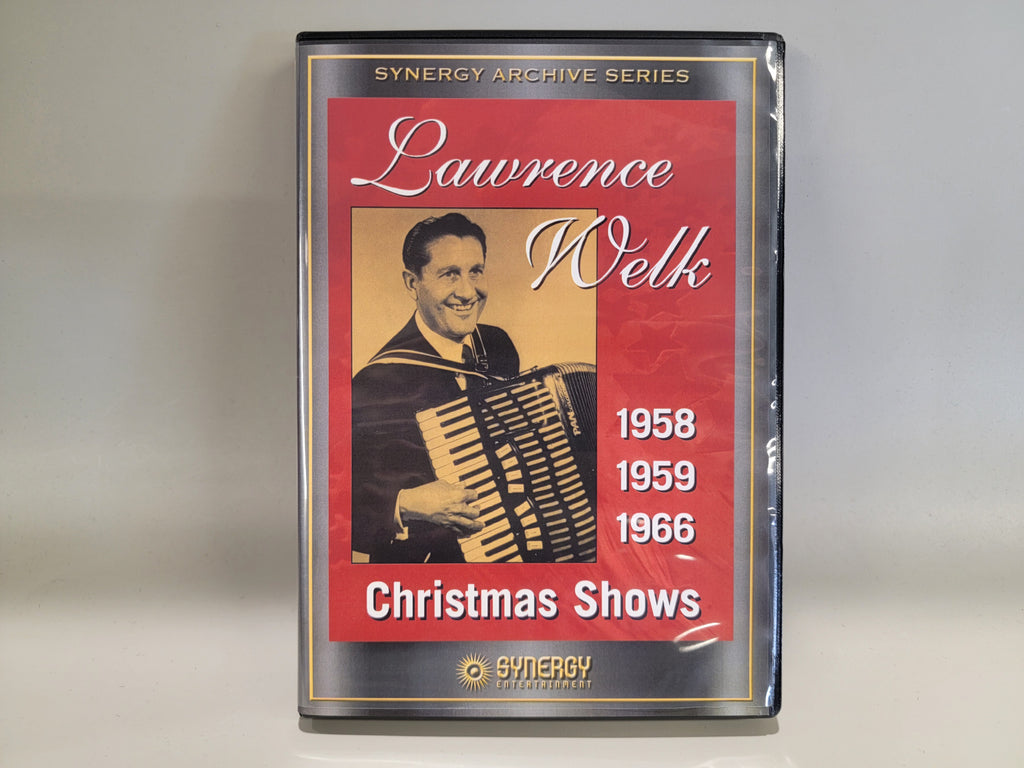 SYNERGY ARCHIVE SERIES
Lawrence
Welk
1958
1959
1966
Christmas Shows
SYNERGY
ENTERTAINMENT